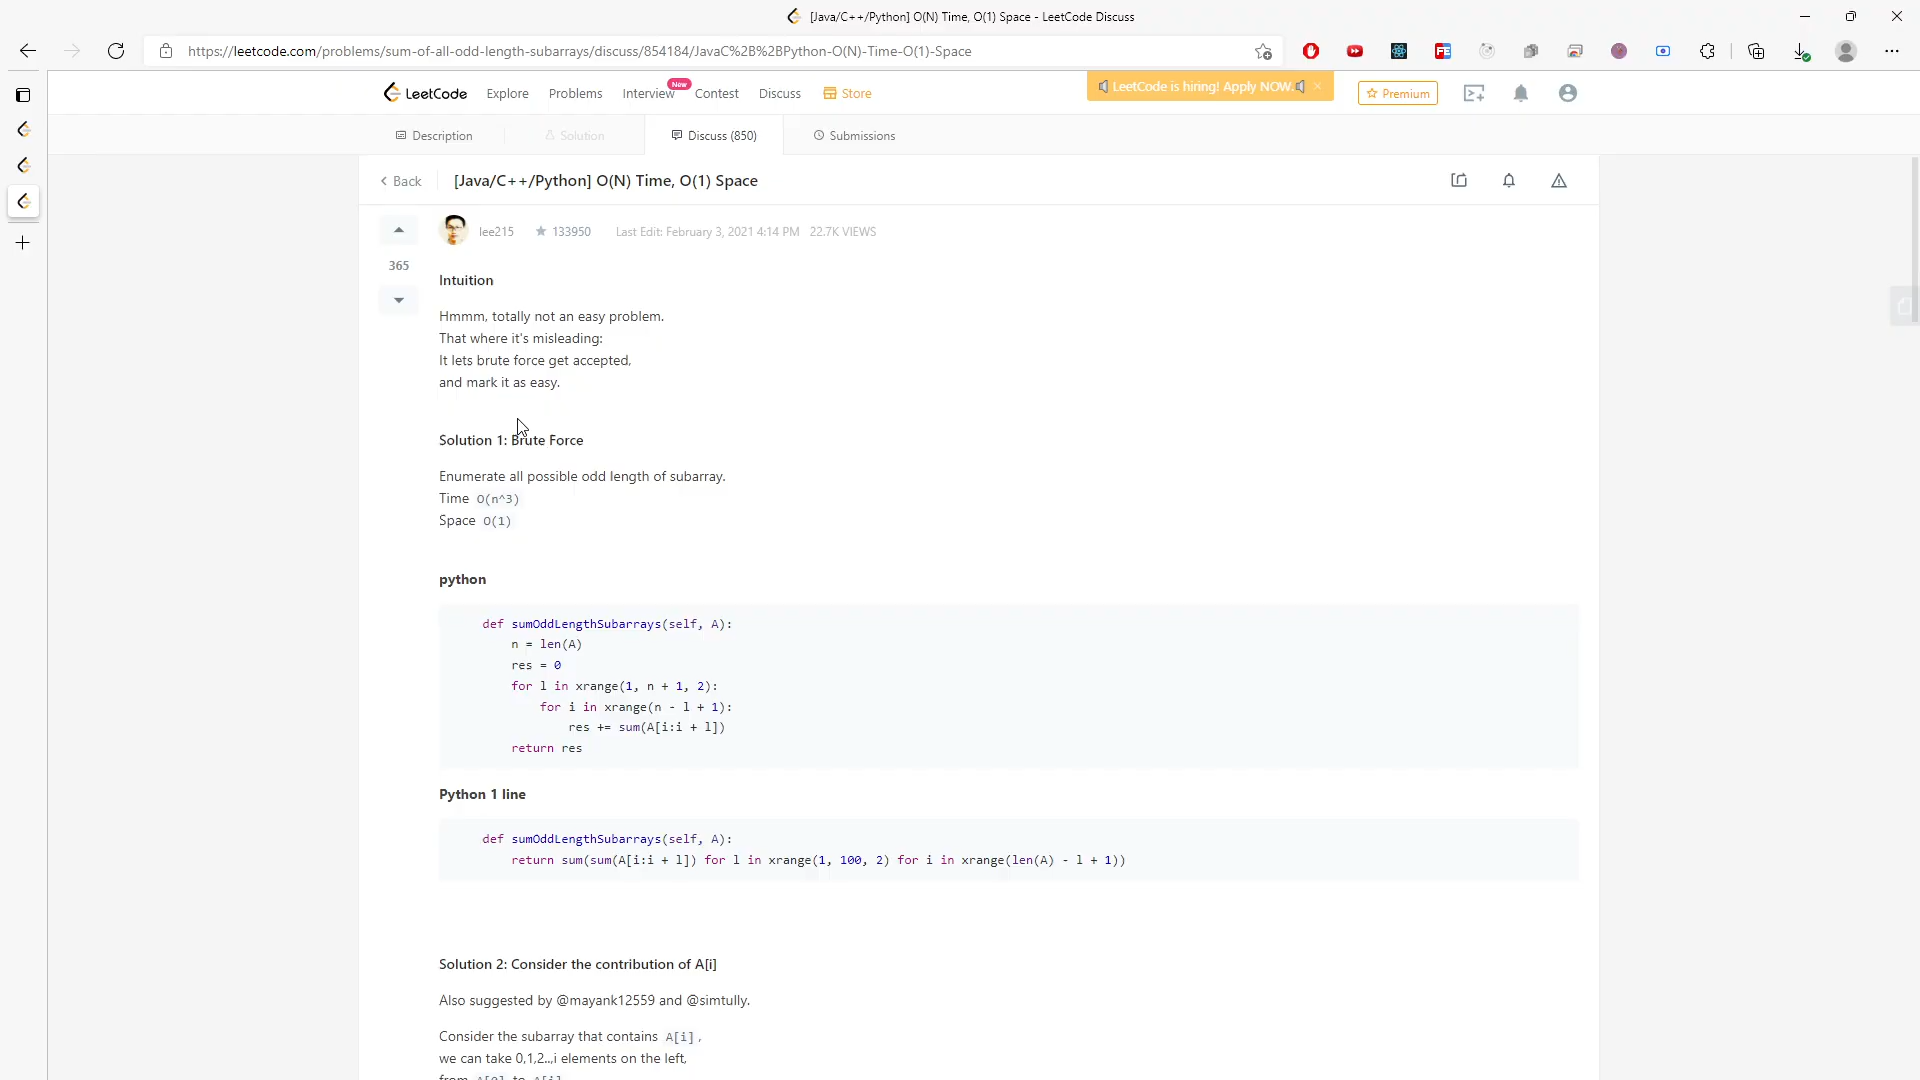 [Java/C++/Python] O(N) Time, O(1) Space - LeetCode Discuss
https://leetcode.com/problems/sum-of-all-odd-length-subarrays/discuss/854184/JavaC%2B%2BPython-O(N)-Time-O(1)-Space
LeetCode Explore Problems Interview New Contest Discuss Store LeetCode is hiring! Apply NOW. × Premium
Description Solution Discuss (850) Submissions
Back [Java/C++/Python] O(N) Time, O(1) Space
lee215 133950 Last Edit: February 3, 2021 4:14 PM 22.7K VIEWS
365
Intuition
Hmmm, totally not an easy problem.
That where it's misleading:
It lets brute force get accepted,
and mark it as easy.
Solution 1: Brute Force
Enumerate all possible odd length of subarray.
Time O(n^3)
Space O(1)
python
def sumOddLengthSubarrays(self, A):
n = len(A)
res = 0
for l in xrange(1, n + 1, 2):
for i in xrange(n - l + 1):
res += sum(A[i:i + l])
return res
Python 1 line
def sumOddLengthSubarrays(self, A):
return sum(sum(A[i:i + l]) for l in xrange(1, 100, 2) for i in xrange(len(A) - l + 1))
Solution 2: Consider the contribution of A[i]
Also suggested by @mayank12559 and @simtully.
Consider the subarray that contains A[i],
we can take 0,1,2..,i elements on the left,
from A[0] to A[i]